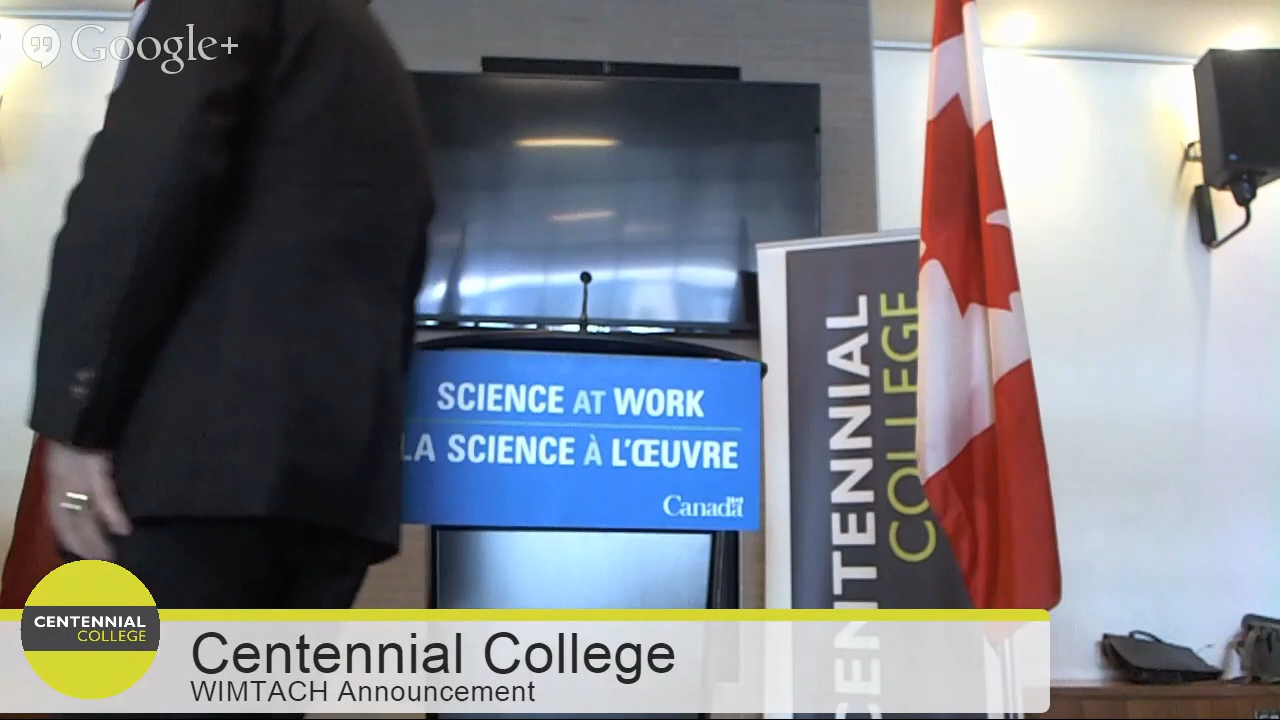 Google+
SCIENCE AT WORK
LA SCIENCE À L'ŒUVRE
Canada
CENTENNIAL
COLLEGE
CENTENNIAL
COLLEGE
Centennial College
WIMTACH Announcement